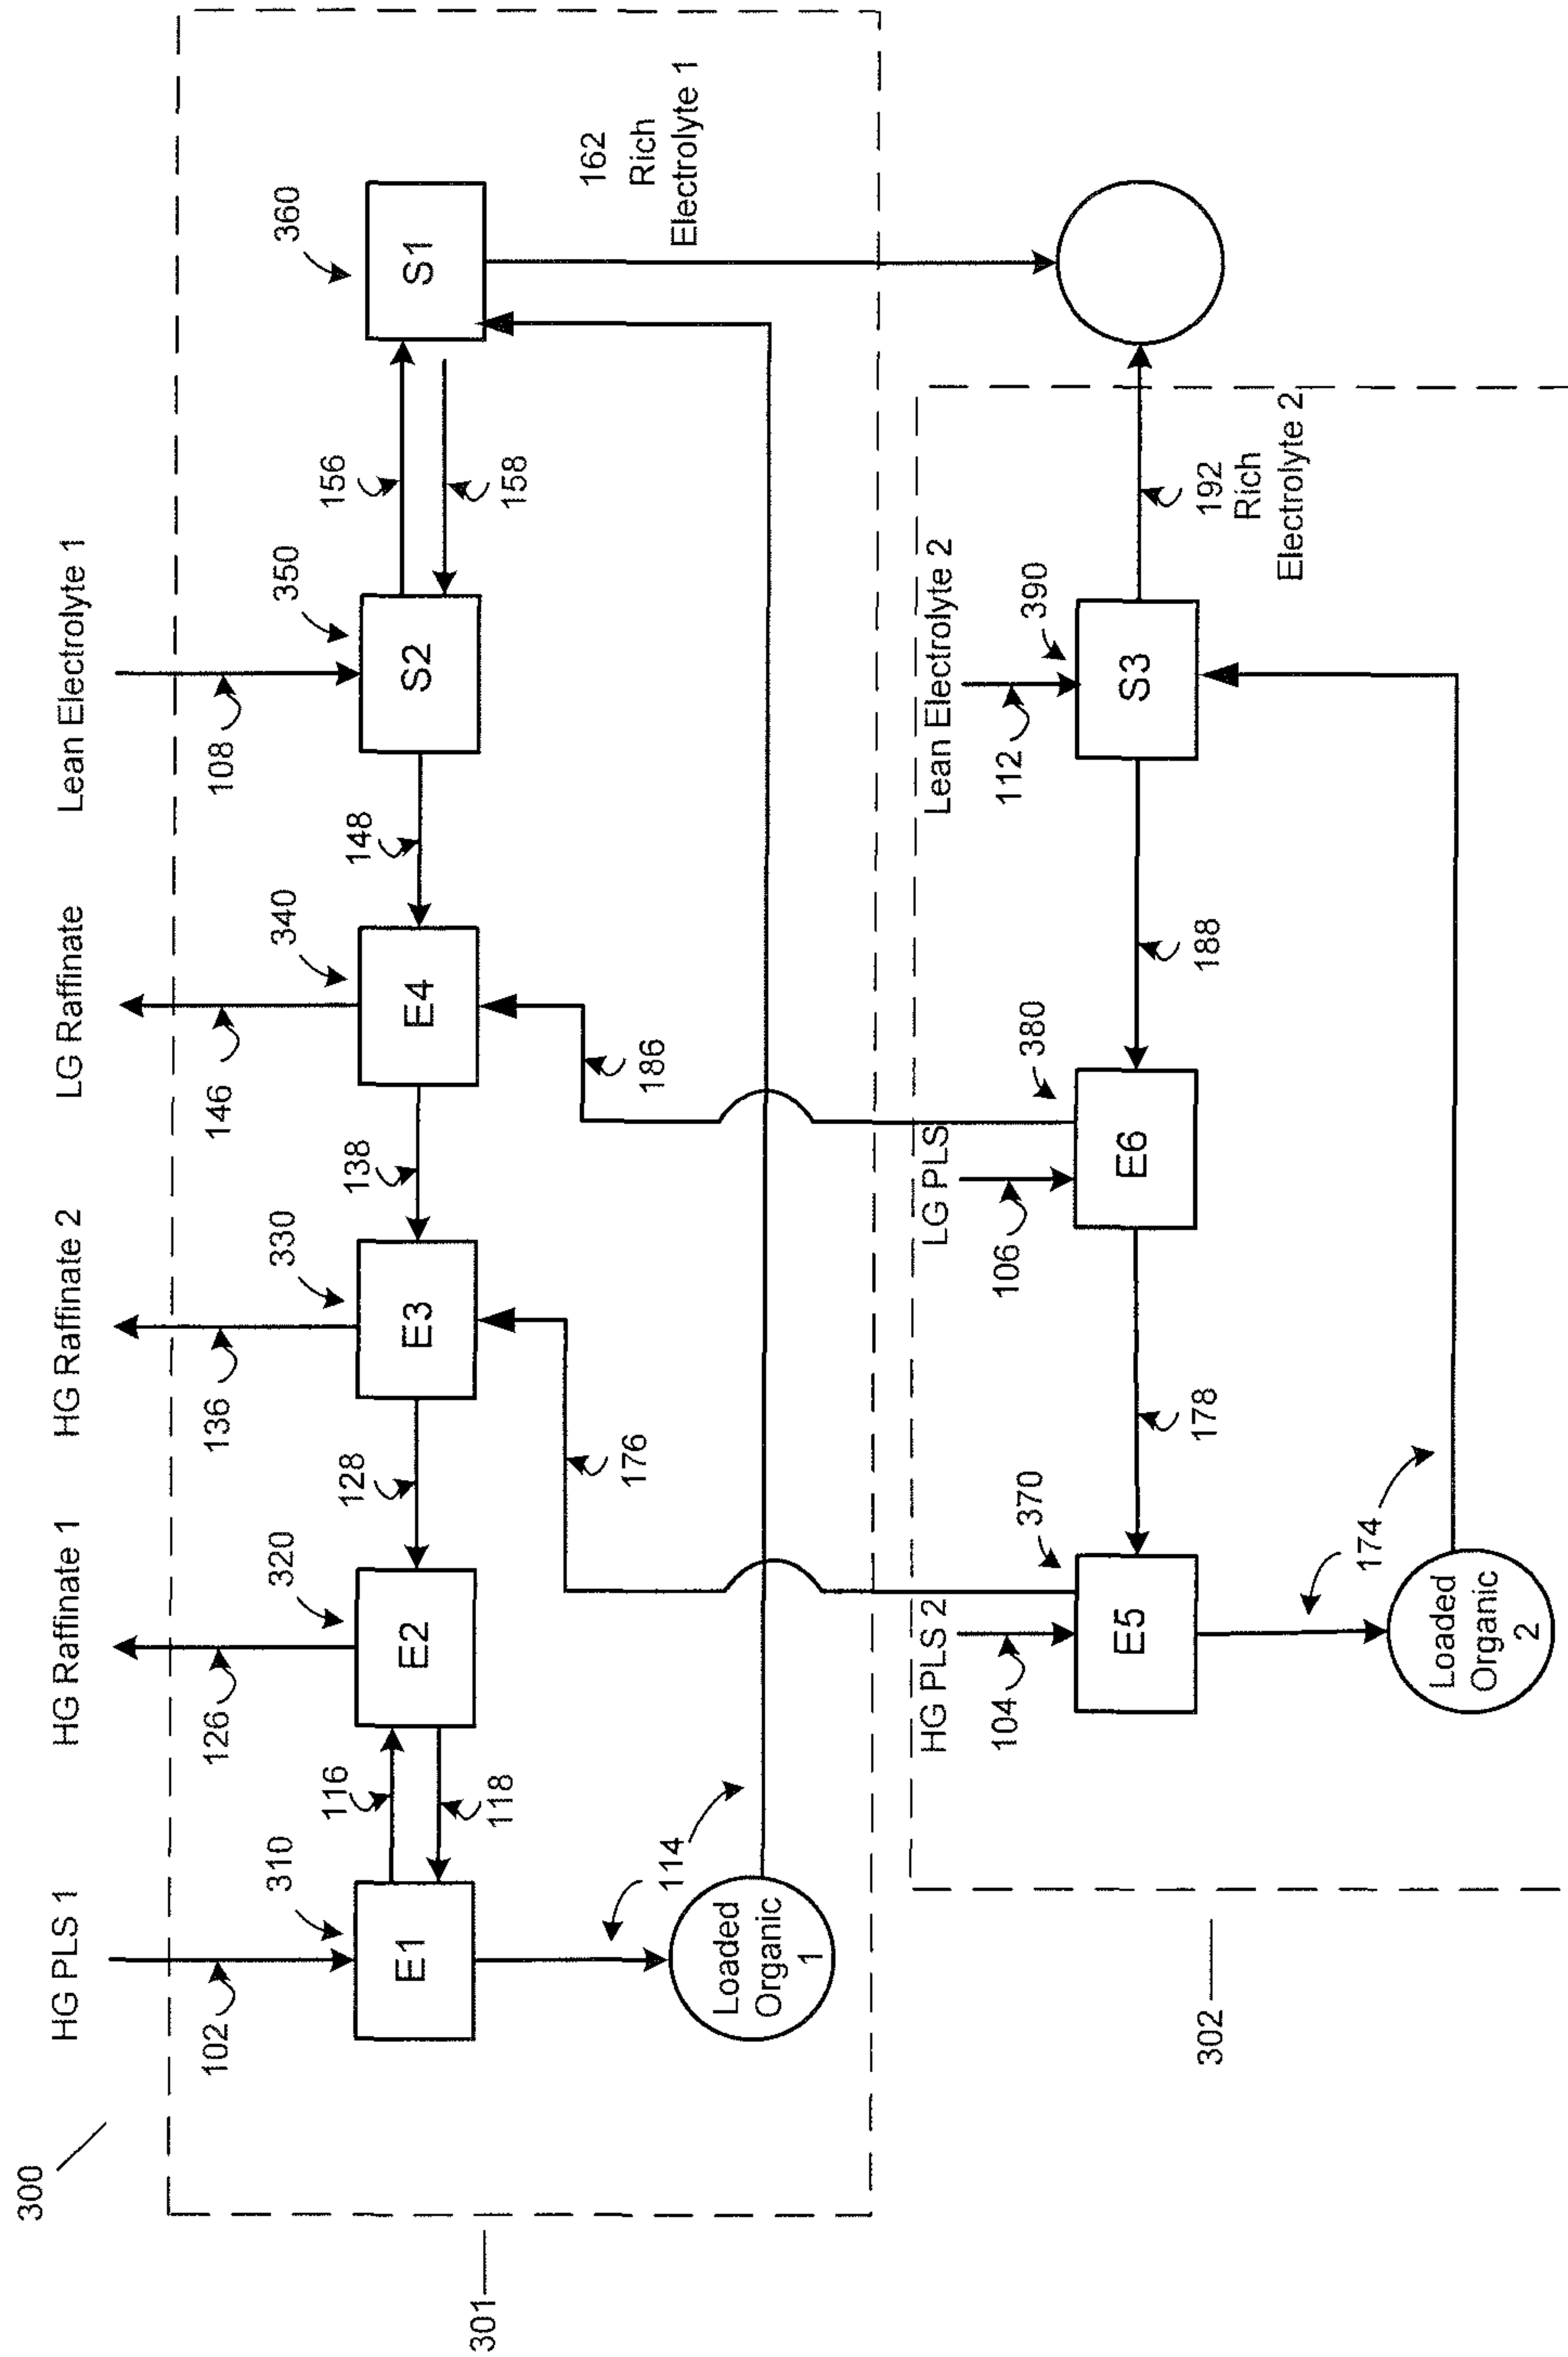 300
HG PLS 1
HG Raffinate 1
HG Raffinate 2
LG Raffinate
Lean Electrolyte 1
102
126
136
146
108
310
320
330
340
350
360
116
128
138
148
156
E1
E2
E3
E4
S2
S1
118
158
301
114
176
186
162
Rich
Electrolyte 1
Loaded
Organic
1
HG PLS 2
LG PLS
Lean Electrolyte 2
104
106
112
370
380
390
E5
E6
S3
178
188
192
Rich
Electrolyte 2
302
174
Loaded
Organic
2